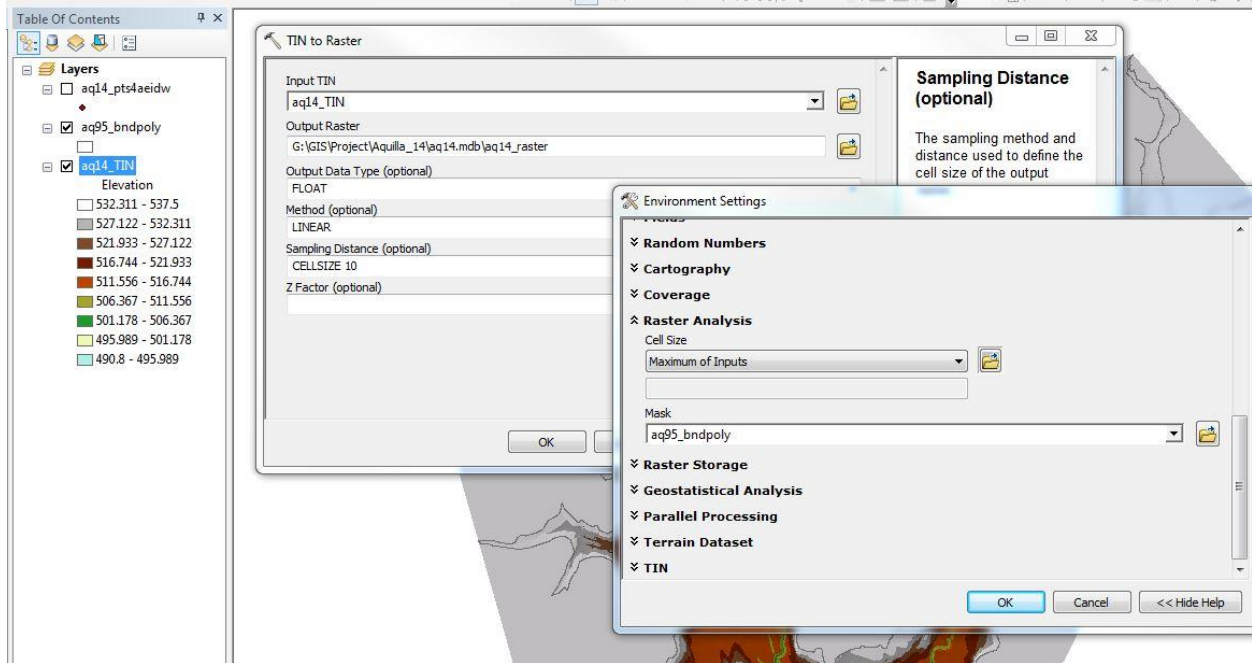 Table Of Contents
Layers
aq14_pts4aeidw
aq95_bndpoly
aq14_TIN
Elevation
532.311 - 537.5
527.122 - 532.311
521.933 - 527.122
516.744 - 521.933
511.556 - 516.744
506.367 - 511.556
501.178 - 506.367
495.989 - 501.178
490.8 - 495.989
TIN to Raster
Input TIN
aq14_TIN
Output Raster
G:\GIS\Project\Aquilla_14\aq14.mdb\aq14_raster
Output Data Type (optional)
FLOAT
Method (optional)
LINEAR
Sampling Distance (optional)
CELLSIZE 10
Z Factor (optional)
OK
Sampling Distance
(optional)
The sampling method and
distance used to define the
cell size of the output
Environment Settings
Fields
Random Numbers
Cartography
Coverage
Raster Analysis
Cell Size
Maximum of Inputs
Mask
aq95_bndpoly
Raster Storage
Geostatistical Analysis
Parallel Processing
Terrain Dataset
TIN
OK
Cancel
<< Hide Help